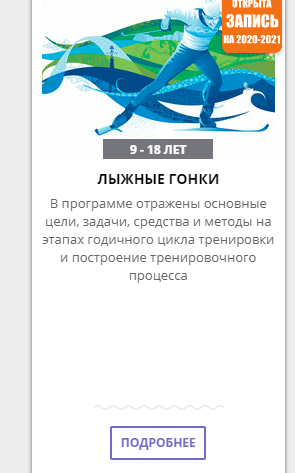 ОТКРЫТА
ЗАПИСЬ
НА 2020-2021
9 - 18 ЛЕТ
ЛЫЖНЫЕ ГОНКИ
В программе отражены основные
цели, задачи, средства и методы на
этапах годичного цикла тренировки
и построение тренировочного
процесса
ПОДРОБНЕЕ